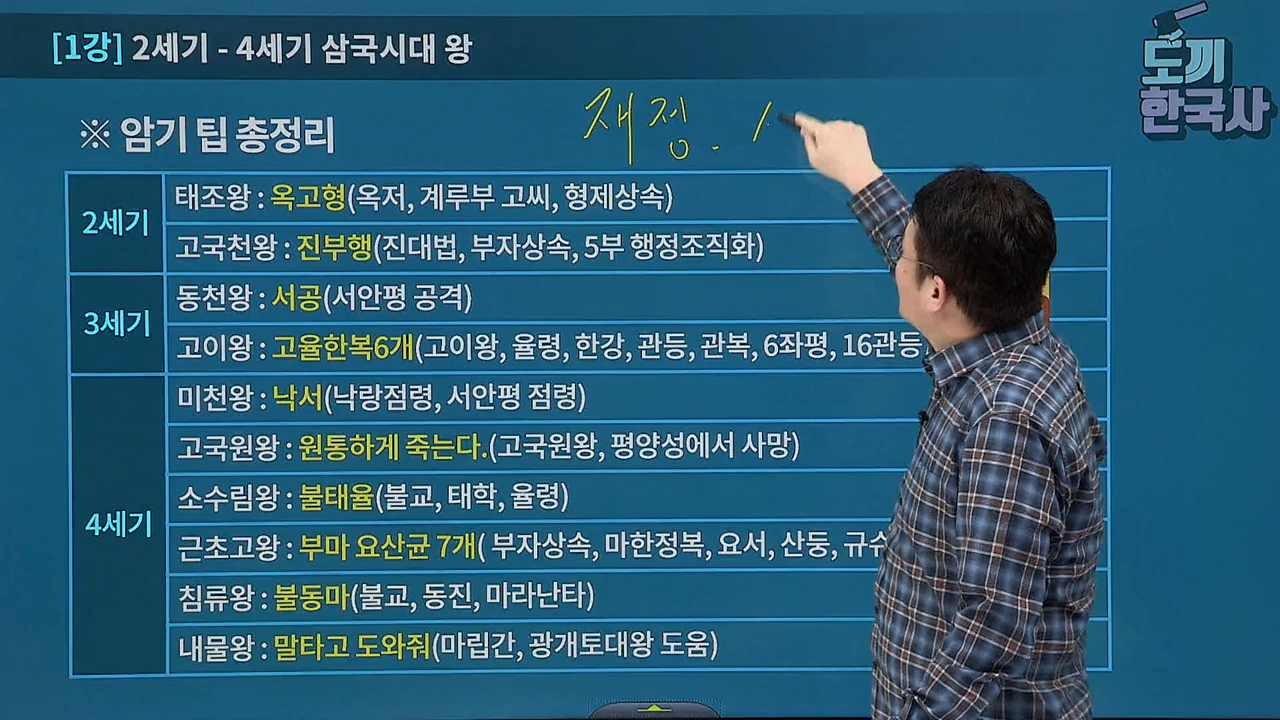 [1강] 2세기 - 4세기 삼국시대 왕
도끼
한국사
재정.
※ 암기 팁 총정리
2세기
태조왕 : 옥고형(옥저, 계루부 고씨, 형제상속)
고국천왕 : 진부행(진대법, 부자상속, 5부 행정조직화)
3세기
동천왕 : 서공(서안평 공격)
고이왕 : 고율한복6개(고이왕, 율령, 한강, 관등, 관복, 6좌평, 16관등
4세기
미천왕 : 낙서(낙랑점령, 서안평 점령)
고국원왕 : 원통하게 죽는다.(고국원왕, 평양성에서 사망)
소수림왕 : 불태율(불교, 태학, 율령)
근초고왕 : 부마 요산균 7개( 부자상속, 마한정복, 요서, 산둥, 규슈
침류왕 : 불동마(불교, 동진, 마라난타)
내물왕 : 말타고 도와줘(마립간, 광개토대왕 도움)